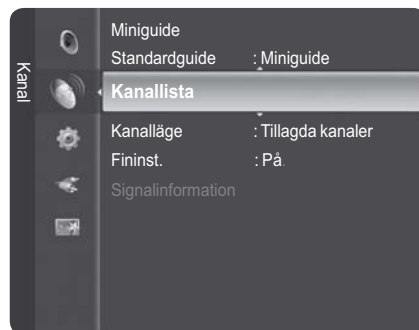 Kanal
Miniguide
Standardguide : Miniguide
Kanallista
Kanalläge : Tillagda kanaler
Fininst. : På
Signalinformation